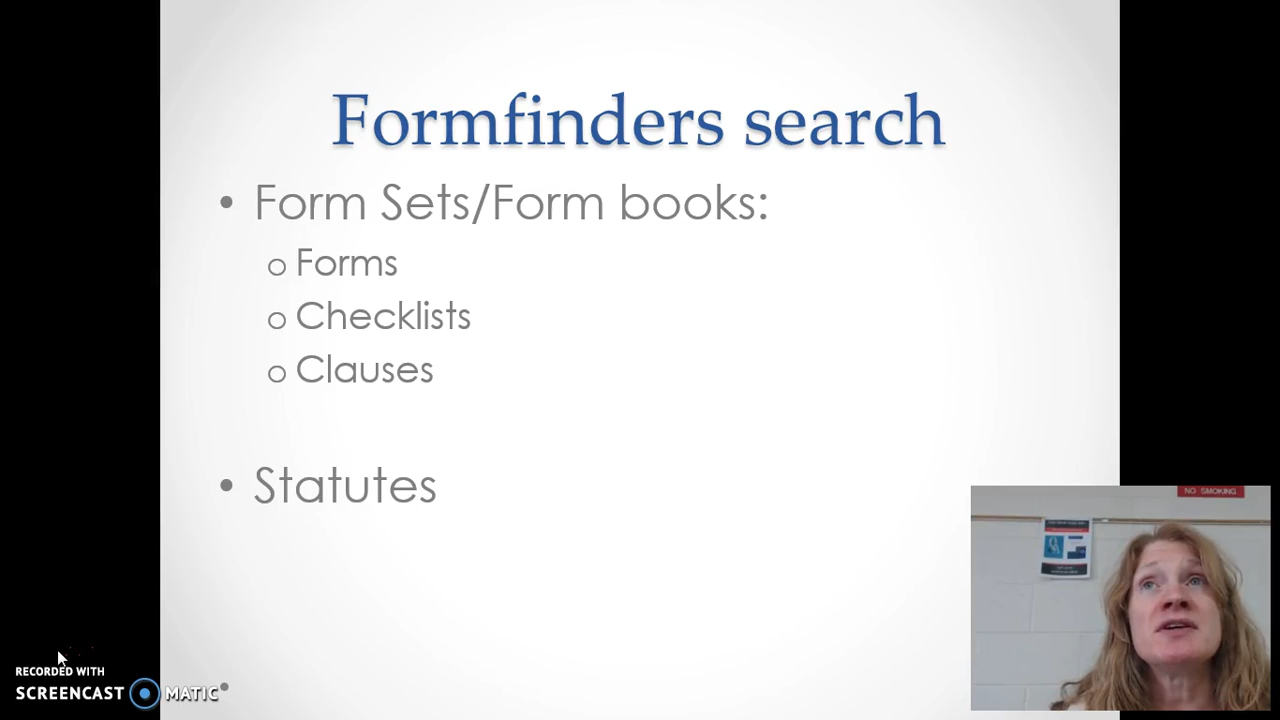 Formfinders search
• Form Sets/Form books:
o Forms
o Checklists
o Clauses
• Statutes
NO SMOKING
RECORDED WITH
SCREENCAST MATIC